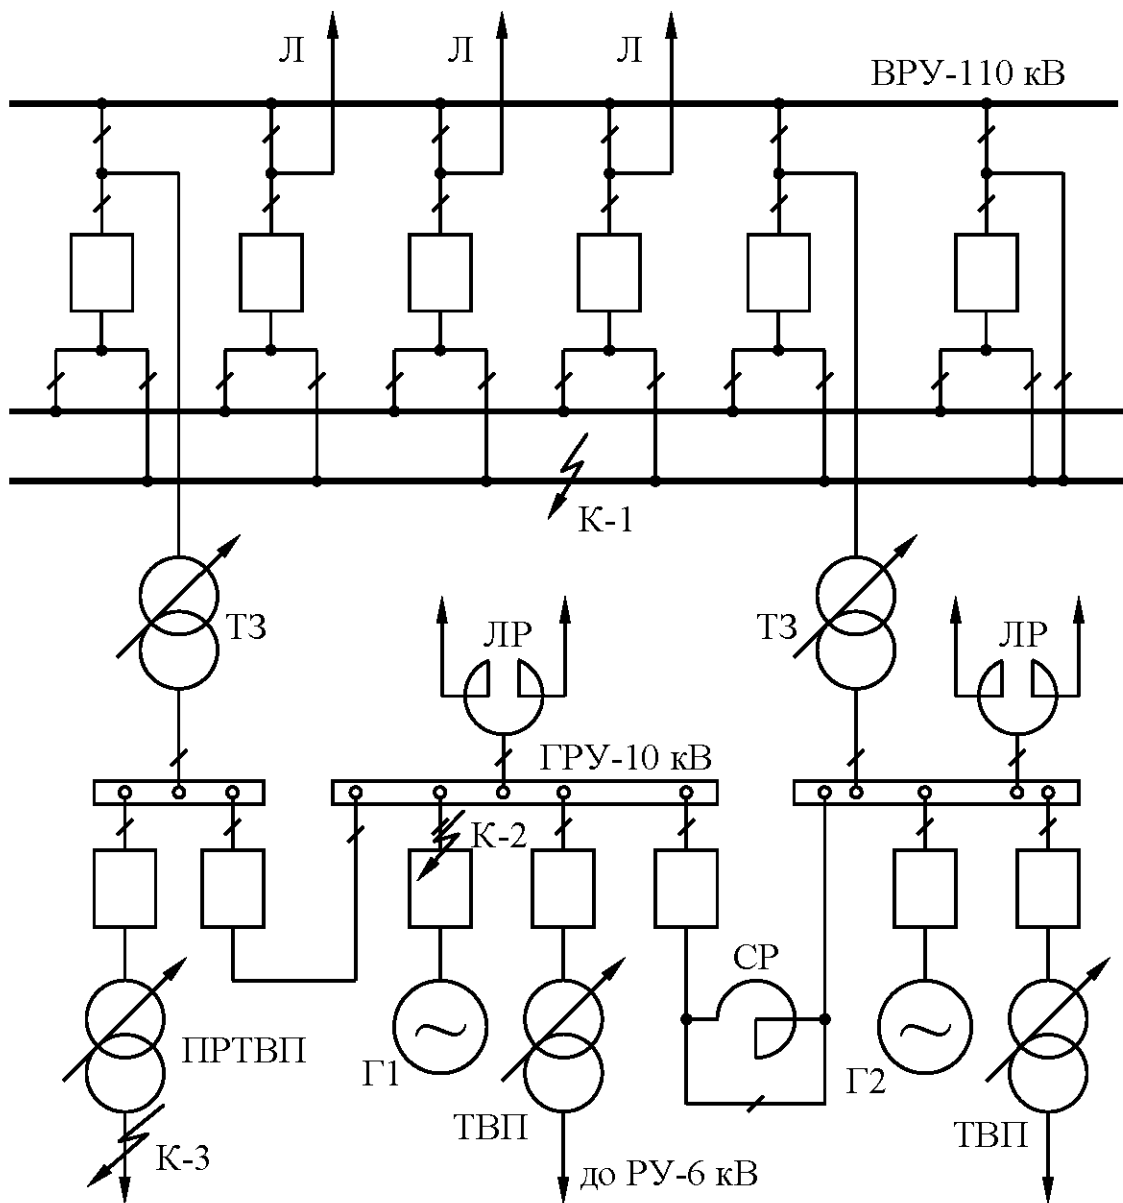 Л
Л
Л
ВРУ-110 кВ
К-1
ТЗ
ЛР
ТЗ
ЛР
ГРУ-10 кВ
К-2
СР
ПРТВП
Г1
Г2
ТВП
ТВП
К-3
до РУ-6 кВ